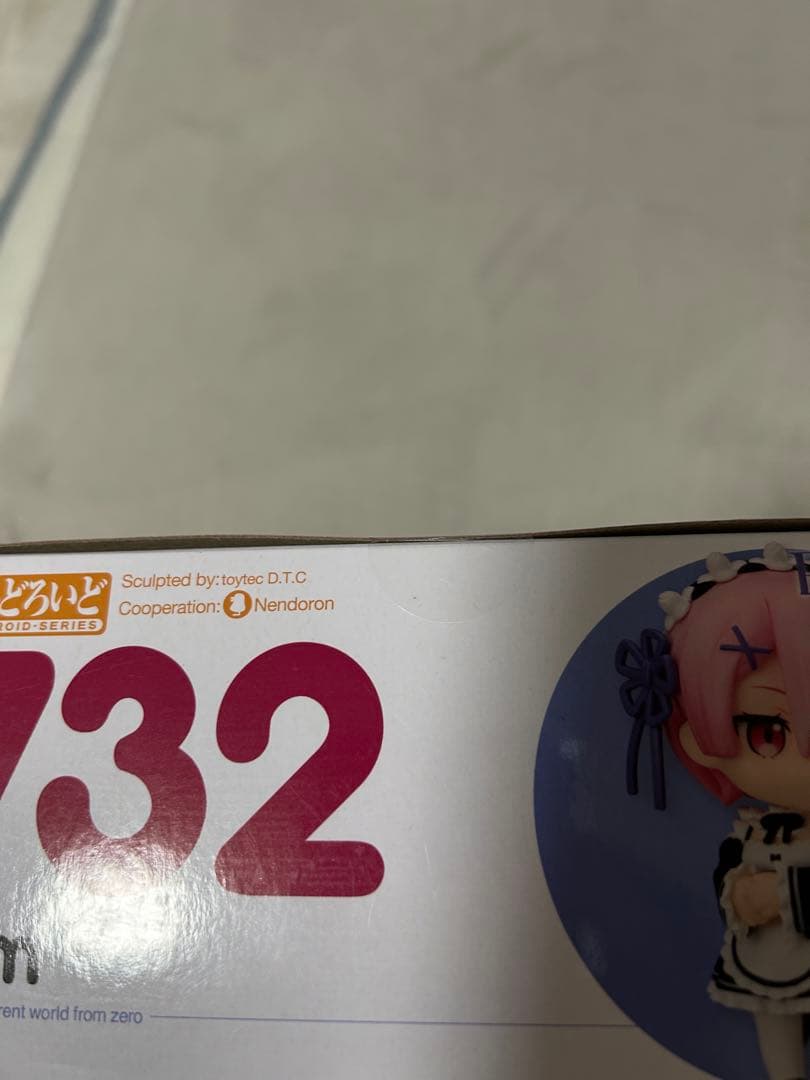 どろいど
ROID-SERIES
Sculpted by: toytec D.T.C
Cooperation: Nendoron
732
m
rent world from zero